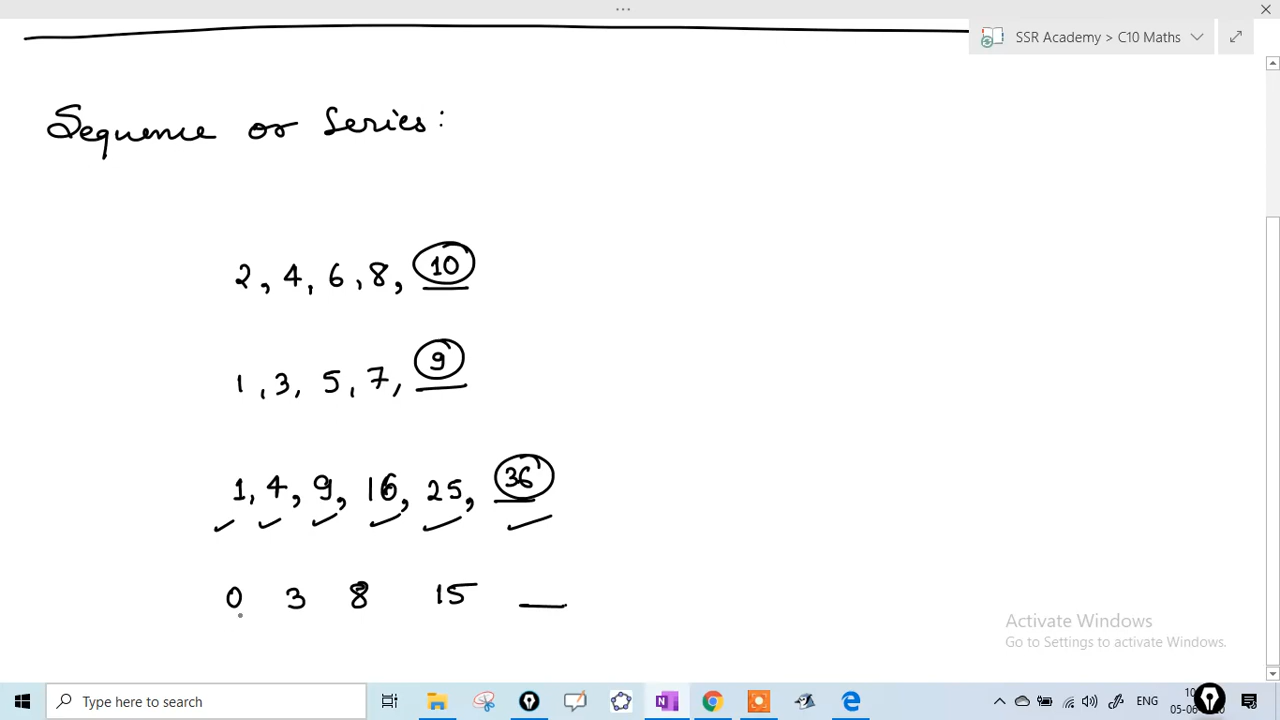 SSR Academy > C10 Maths
Sequence or Series:
2, 4, 6, 8, 10
1, 3, 5, 7, 9
1, 4, 9, 16, 25, 36
0 3 8 15 __
Activate Windows
Go to Settings to activate Windows.
Type here to search
ENG